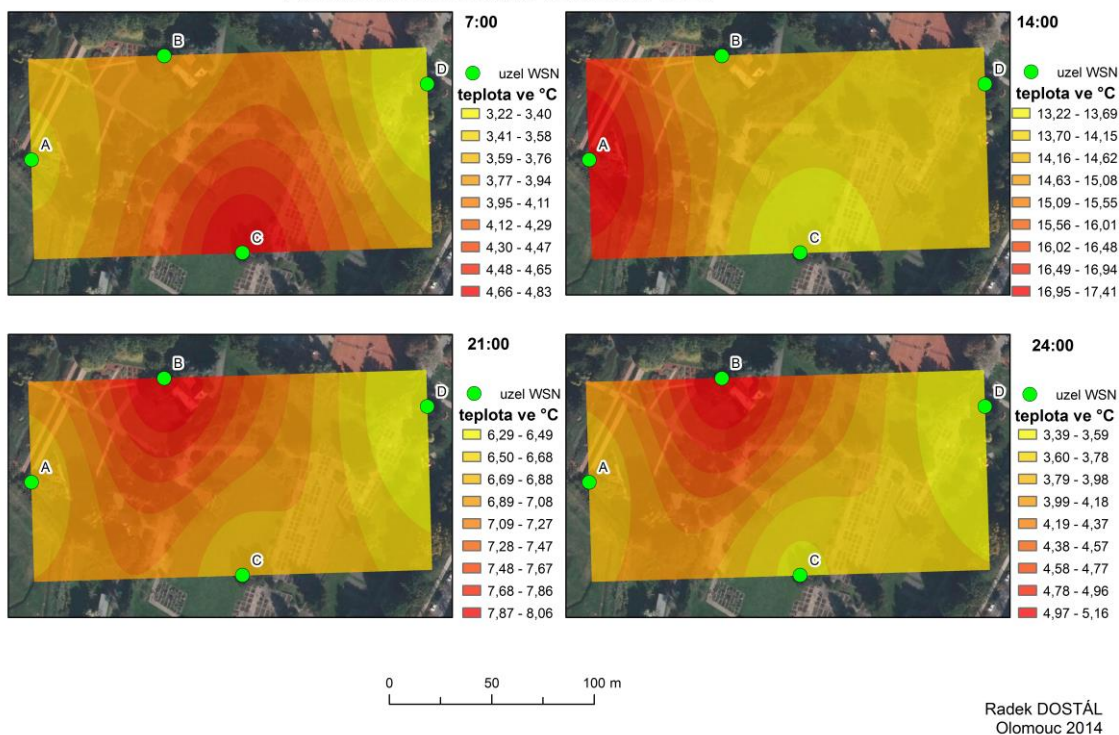 7:00
B
D
A
C
uzel WSN
teplota ve °C
3,22 - 3,40
3,41 - 3,58
3,59 - 3,76
3,77 - 3,94
3,95 - 4,11
4,12 - 4,29
4,30 - 4,47
4,48 - 4,65
4,66 - 4,83
14:00
B
D
A
C
uzel WSN
teplota ve °C
13,22 - 13,69
13,70 - 14,15
14,16 - 14,62
14,63 - 15,08
15,09 - 15,55
15,56 - 16,01
16,02 - 16,48
16,49 - 16,94
16,95 - 17,41
21:00
B
D
A
C
uzel WSN
teplota ve °C
6,29 - 6,49
6,50 - 6,68
6,69 - 6,88
6,89 - 7,08
7,09 - 7,27
7,28 - 7,47
7,48 - 7,67
7,68 - 7,86
7,87 - 8,06
24:00
B
D
A
C
uzel WSN
teplota ve °C
3,39 - 3,59
3,60 - 3,78
3,79 - 3,98
3,99 - 4,18
4,19 - 4,37
4,38 - 4,57
4,58 - 4,77
4,78 - 4,96
4,97 - 5,16
0 50 100 m
Radek DOSTÁL
Olomouc 2014